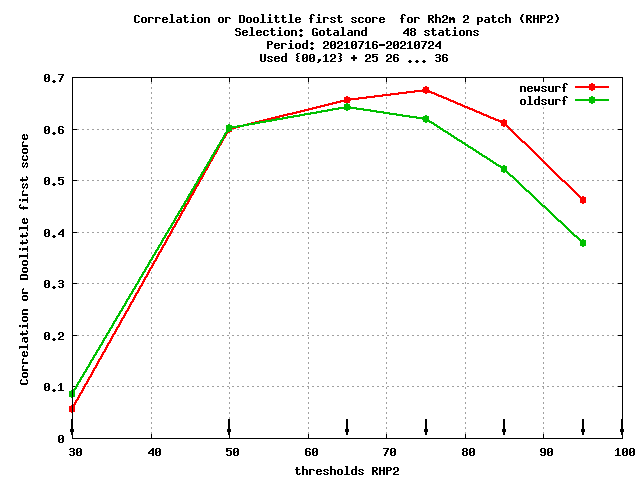 Correlation or Doolittle first score  for Rh2m 2 patch (RHP2)
Selection: Gotaland     48 stations
Period: 20210716-20210724
Used {00,12} + 25 26 ... 36
newsurf
oldsurf
Correlation or Doolittle first score
0.7
0.6
0.5
0.4
0.3
0.2
0.1
0
30 40 50 60 70 80 90 100
thresholds RHP2